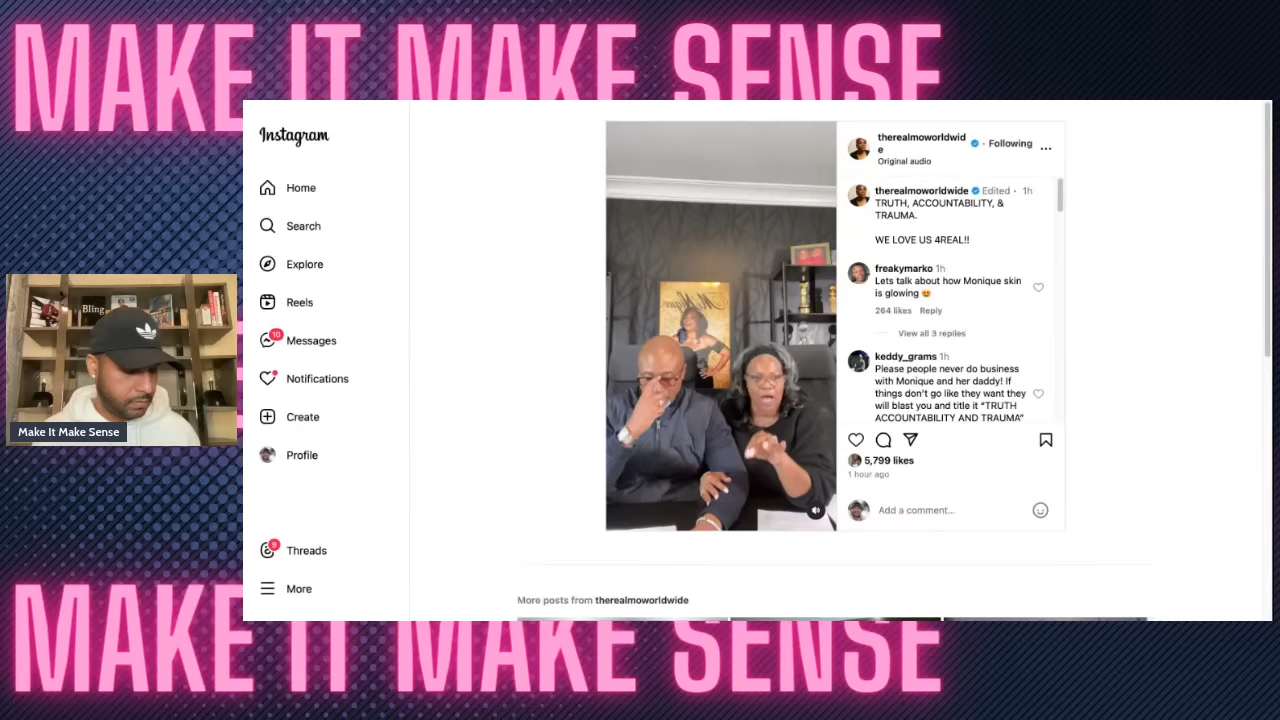 MAKE IT MAKE SENSE
Instagram
Home
Search
Explore
Reels
10
Messages
Notifications
Create
Profile
9
Threads
More
Bling
Make It Make Sense
therealmoworldwid
e
· Following
Original audio
therealmoworldwide Edited · 1h
TRUTH, ACCOUNTABILITY, &
TRAUMA.
WE LOVE US 4REAL!!
freakymarko 1h
Lets talk about how Monique skin
is glowing 😍
264 likes Reply
View all 3 replies
keddy_grams 1h
Please people never do business
with Monique and her daddy! If
things don't go like they want they
will blast you and title it “TRUTH
ACCOUNTABILITY AND TRAUMA”
5,799 likes
1 hour ago
Add a comment...
More posts from therealmoworldwide
MAKE IT MAKE SENSE